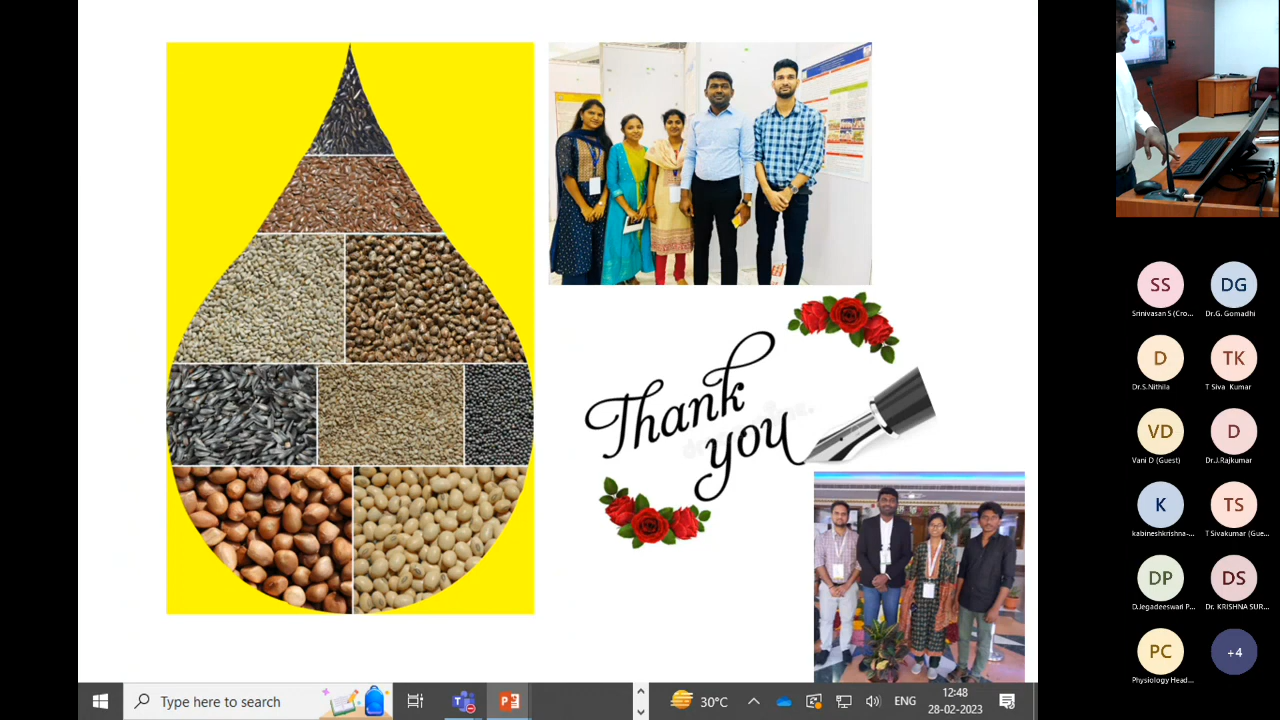 Thank
you
SS
DG
Srinivasan S (Cro...
Dr.G. Gomadhi
D
TK
Dr.S.Nithila
T Siva Kumar
VD
D
Vani D (Guest)
Dr.J.Rajkumar
K
TS
kabineshkrishna-...
T Sivakumar (Gue...
DP
DS
D.Jegadeeswari P...
Dr. KRISHNA SUR...
PC
+4
Physiology Head...
Type here to search
30°C
ENG
12:48
28-02-2023